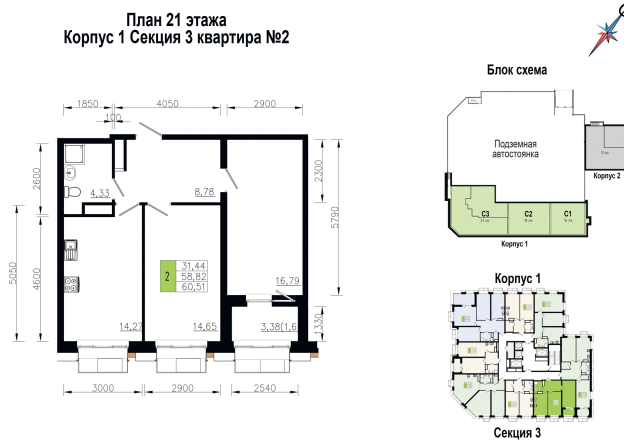 План 21 этажа
Корпус 1 Секция 3 квартира №2
1850
4050
2900
100
2600
5050
4600
2300
5790
1330
4.33
8.78
16.79
2
31,44
58,82
60,51
14.27
14.65
3,38(1,6
3000
2900
2540
Блок схема
Подземная
автостоянка
Корпус 2
С3
С2
С1
Корпус 1
Корпус 1
Секция 3